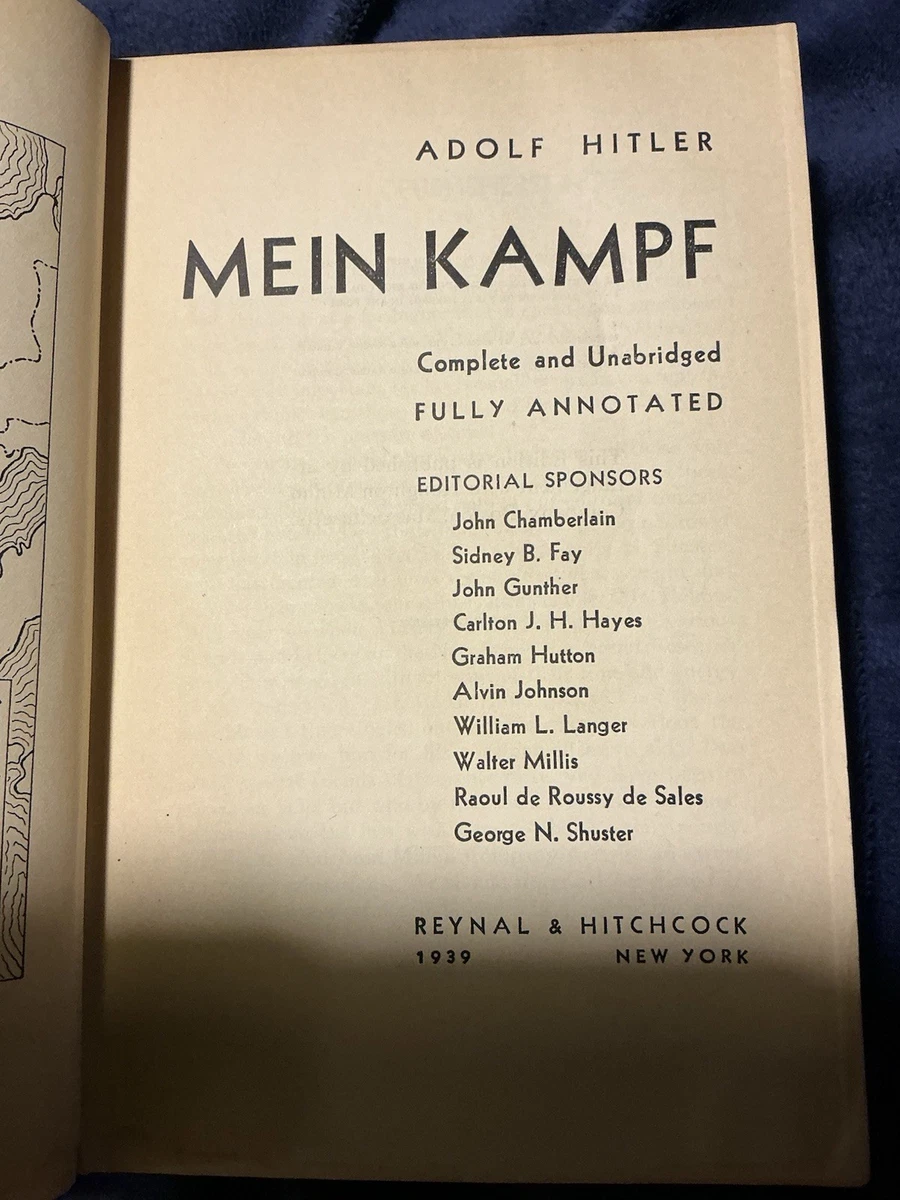 ADOLF HITLER
MEIN KAMPF
Complete and Unabridged
FULLY ANNOTATED
EDITORIAL SPONSORS
John Chamberlain
Sidney B. Fay
John Gunther
Carlton J. H. Hayes
Graham Hutton
Alvin Johnson
William L. Langer
Walter Millis
Raoul de Roussy de Sales
George N. Shuster
REYNAL & HITCHCOCK
1939 NEW YORK